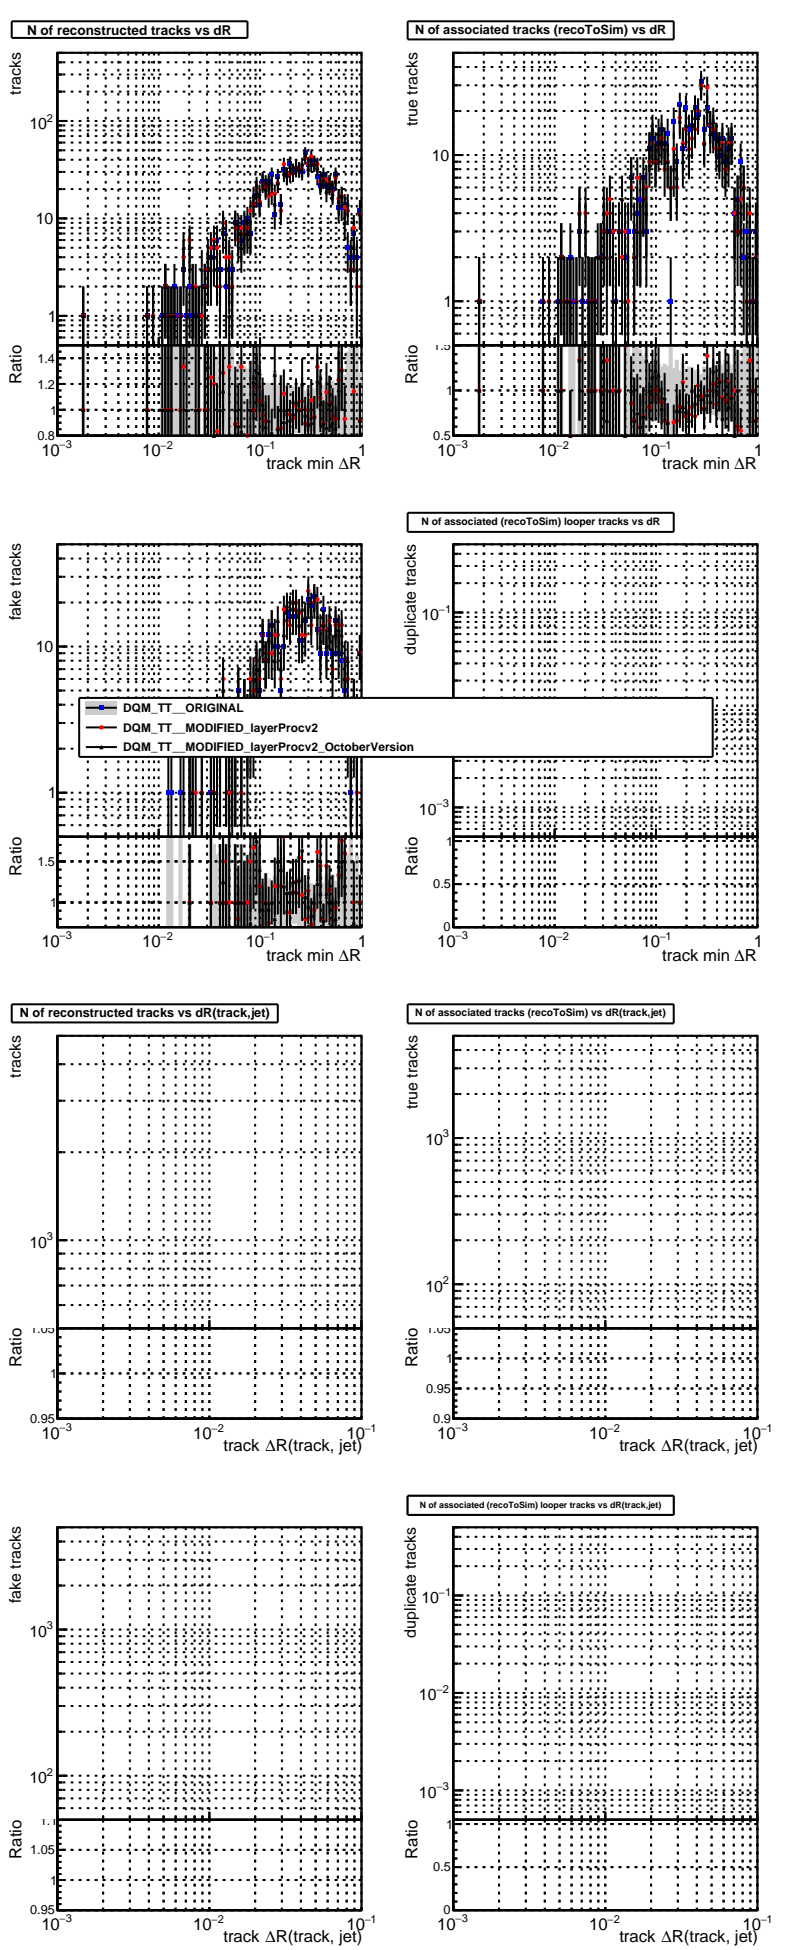 N of reconstructed tracks vs dR
tracks
10²
10
1
Ratio
1.4
1.2
1
0.8
10⁻³ 10⁻² 10⁻¹ 1
track min ΔR
N of associated tracks (recoToSim) vs dR
true tracks
10
1
Ratio
1.5
1
0.5
10⁻³ 10⁻² 10⁻¹ 1
track min ΔR
fake tracks
10
1
Ratio
1.5
1
10⁻³ 10⁻² 10⁻¹ 1
track min ΔR
N of associated (recoToSim) looper tracks vs dR
duplicate tracks
10⁻¹
10⁻³
Ratio
1
0.5
0
10⁻³ 10⁻² 10⁻¹ 1
track min ΔR
DQM_TT__ORIGINAL
DQM_TT__MODIFIED_layerProcv2
DQM_TT__MODIFIED_layerProcv2_OctoberVersion
N of reconstructed tracks vs dR(track,jet)
tracks
10³
Ratio
1.05
1
0.95
10⁻³ 10⁻² 10⁻¹
track ΔR(track, jet)
N of associated tracks (recoToSim) vs dR(track,jet)
true tracks
10³
10²
Ratio
1.05
1
0.95
0.9
10⁻³ 10⁻² 10⁻¹
track ΔR(track, jet)
fake tracks
10³
10²
Ratio
1.1
1.05
1
0.95
10⁻³ 10⁻² 10⁻¹
track ΔR(track, jet)
N of associated (recoToSim) looper tracks vs dR(track,jet)
duplicate tracks
10⁻¹
10⁻²
10⁻³
Ratio
1
0.5
0
10⁻³ 10⁻² 10⁻¹
track ΔR(track, jet)